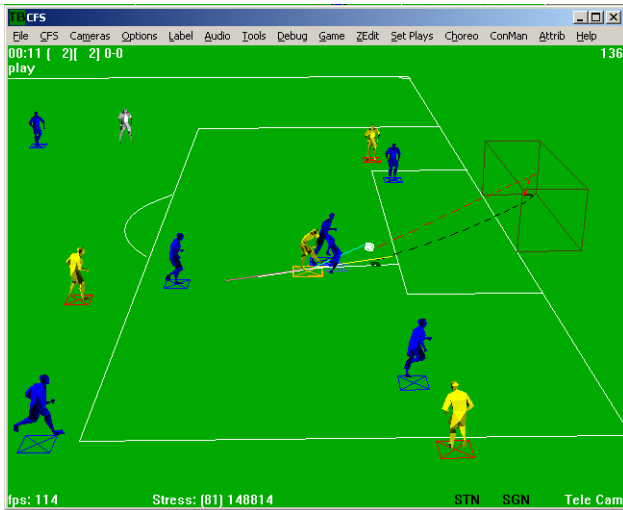 TB CFS
File CFS Cameras Options Label Audio Tools Debug Game ZEdit Set Plays Choreo ConMan Attrib Help
00:11 [ 2][ 2] 0-0 136
play
fps: 114 Stress: [81] 148814 STN SGN Tele Cam